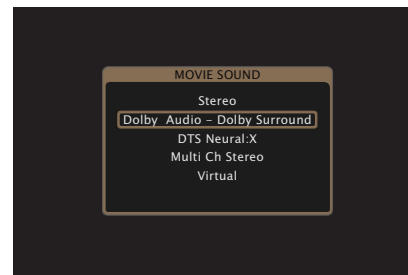 MOVIE SOUND
Stereo
Dolby Audio – Dolby Surround
DTS Neural:X
Multi Ch Stereo
Virtual